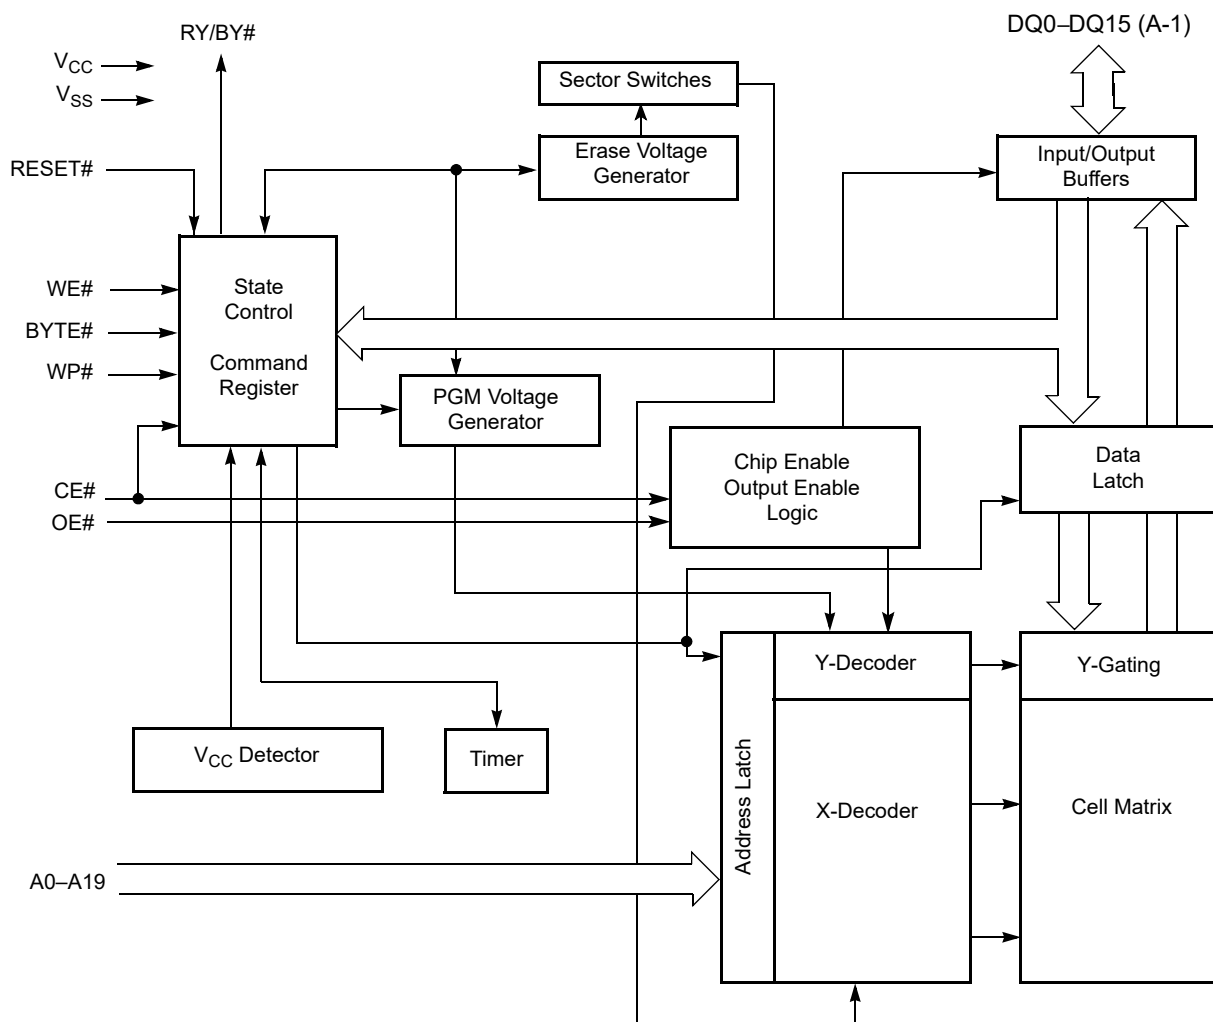 RY/BY#
DQ0–DQ15 (A-1)
VCC
VSS
Sector Switches
RESET#
Erase Voltage
Generator
Input/Output
Buffers
WE#
BYTE#
WP#
State
Control
Command
Register
PGM Voltage
Generator
CE#
OE#
Chip Enable
Output Enable
Logic
Data
Latch
Y-Decoder
Y-Gating
VCC Detector
Timer
Address Latch
X-Decoder
Cell Matrix
A0–A19